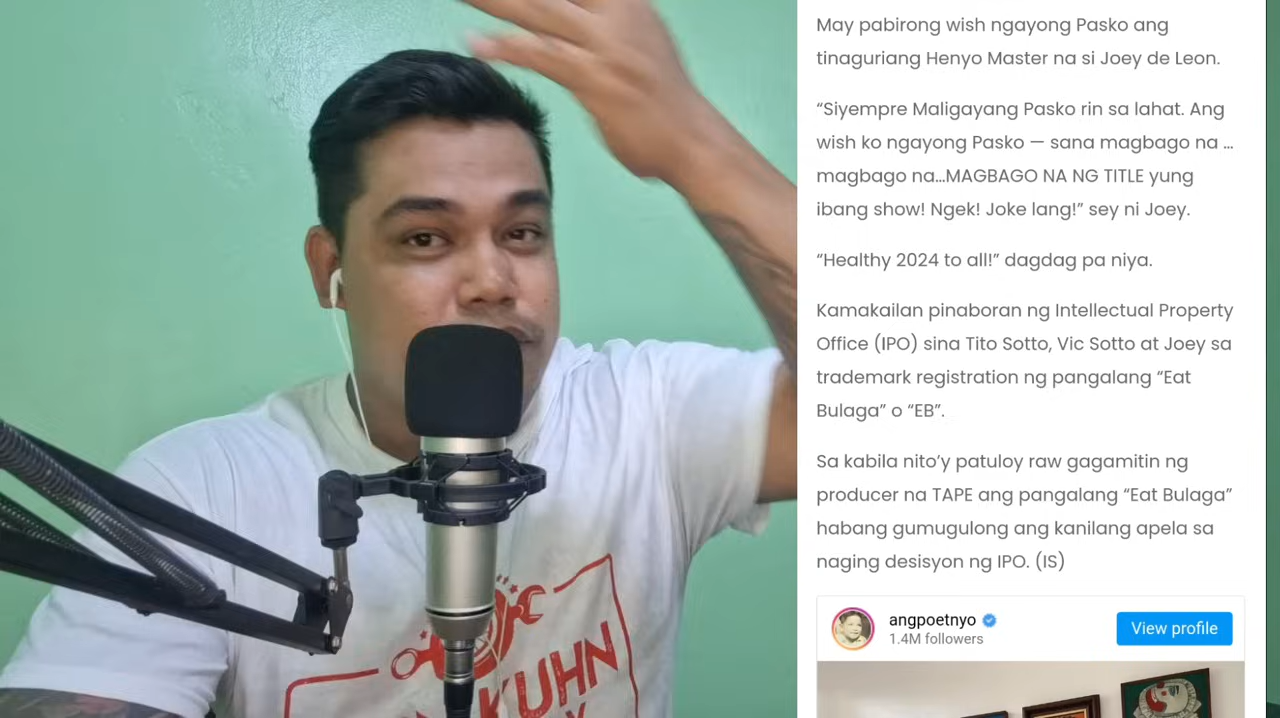 May pabirong wish ngayong Pasko ang
tinaguriang Henyo Master na si Joey de Leon.
“Siyempre Maligayang Pasko rin sa lahat. Ang
wish ko ngayong Pasko — sana magbago na ...
magbago na...MAGBAGO NA NG TITLE yung
ibang show! Ngek! Joke lang!” sey ni Joey.
“Healthy 2024 to all!” dagdag pa niya.
Kamakailan pinaboran ng Intellectual Property
Office (IPO) sina Tito Sotto, Vic Sotto at Joey sa
trademark registration ng pangalang “Eat
Bulaga” o “EB”.
Sa kabila nito’y patuloy raw gagamitin ng
producer na TAPE ang pangalang “Eat Bulaga”
habang gumugulong ang kanilang apela sa
naging desisyon ng IPO. (IS)
angpoetnyo
1.4M followers
View profile
KUHN